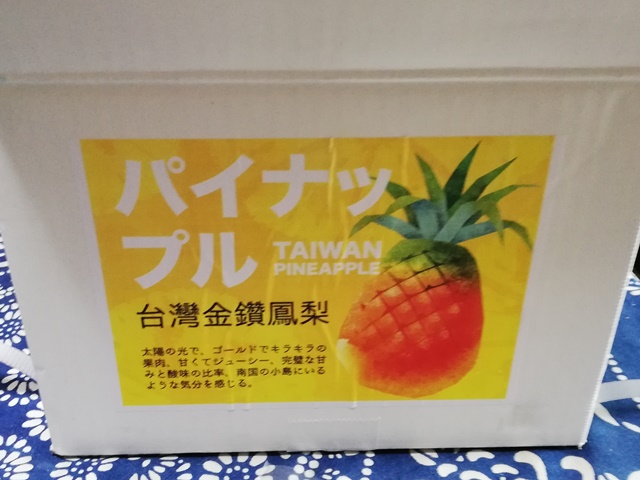 パイナッ
プル
TAIWAN
PINEAPPLE
台灣金鑽鳳梨
太陽の光で、ゴールドでキラキラの
果肉、甘くてジューシー、完璧な甘
みと酸味の比率、南国の小島にいる
ような気分を感じる。